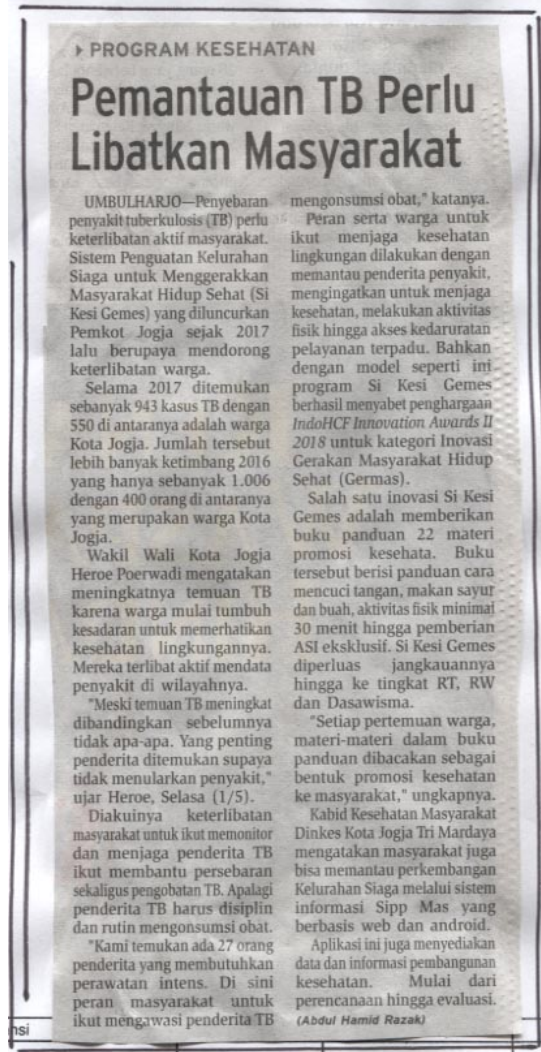 PROGRAM KESEHATAN
Pemantauan TB Perlu
Libatkan Masyarakat
UMBULHARJO—Penyebaran
penyakit tuberkulosis (TB) perlu
keterlibatan aktif masyarakat.
Sistem Penguatan Kelurahan
Siaga untuk Menggerakkan
Masyarakat Hidup Sehat (Si
Kesi Gemes) yang diluncurkan
Pemkot Jogja sejak 2017
lalu berupaya mendorong
keterlibatan warga.
Selama 2017 ditemukan
sebanyak 943 kasus TB dengan
550 di antaranya adalah warga
Kota Jogja. Jumlah tersebut
lebih banyak ketimbang 2016
yang hanya sebanyak 1.006
dengan 400 orang di antaranya
yang merupakan warga Kota
Jogja.
Wakil Wali Kota Jogja
Heroe Poerwadi mengatakan
meningkatnya temuan TB
karena warga mulai tumbuh
kesadaran untuk memerhatikan
kesehatan lingkungannya.
Mereka terlibat aktif mendata
penyakit di wilayahnya.
"Meski temuan TB meningkat
dibandingkan sebelumnya
tidak apa-apa. Yang penting
penderita ditemukan supaya
tidak menularkan penyakit,"
ujar Heroe, Selasa (1/5).
Diakuinya keterlibatan
masyarakat untuk ikut memonitor
dan menjaga penderita TB
ikut membantu persebaran
sekaligus pengobatan TB. Apalagi
penderita TB harus disiplin
dan rutin mengonsumsi obat.
"Kami temukan ada 27 orang
penderita yang membutuhkan
perawatan intens. Di sini
peran masyarakat untuk
ikut mengawasi penderita TB
mengonsumsi obat," katanya.
Peran serta warga untuk
ikut menjaga kesehatan
lingkungan dilakukan dengan
memantau penderita penyakit,
mengingatkan untuk menjaga
kesehatan, melakukan aktivitas
fisik hingga akses kedaruratan
pelayanan terpadu. Bahkan
dengan model seperti ini
program Si Kesi Gemes
berhasil menyabet penghargaan
IndoHCF Innovation Awards II
2018 untuk kategori Inovasi
Gerakan Masyarakat Hidup
Sehat (Germas).
Salah satu inovasi Si Kesi
Gemes adalah memberikan
buku panduan 22 materi
promosi kesehata. Buku
tersebut berisi panduan cara
mencuci tangan, makan sayur
dan buah, aktivitas fisik minimal
30 menit hingga pemberian
ASI eksklusif. Si Kesi Gemes
diperluas jangkauannya
hingga ke tingkat RT, RW
dan Dasawisma.
"Setiap pertemuan warga,
materi-materi dalam buku
panduan dibacakan sebagai
bentuk promosi kesehatan
ke masyarakat," ungkapnya.
Kabid Kesehatan Masyarakat
Dinkes Kota Jogja Tri Mardaya
mengatakan masyarakat juga
bisa memantau perkembangan
Kelurahan Siaga melalui sistem
informasi Sipp Mas yang
berbasis web dan android.
Aplikasi ini juga menyediakan
data dan informasi pembangunan
kesehatan. Mulai dari
perencanaan hingga evaluasi.
(Abdul Hamid Razak)
nsi